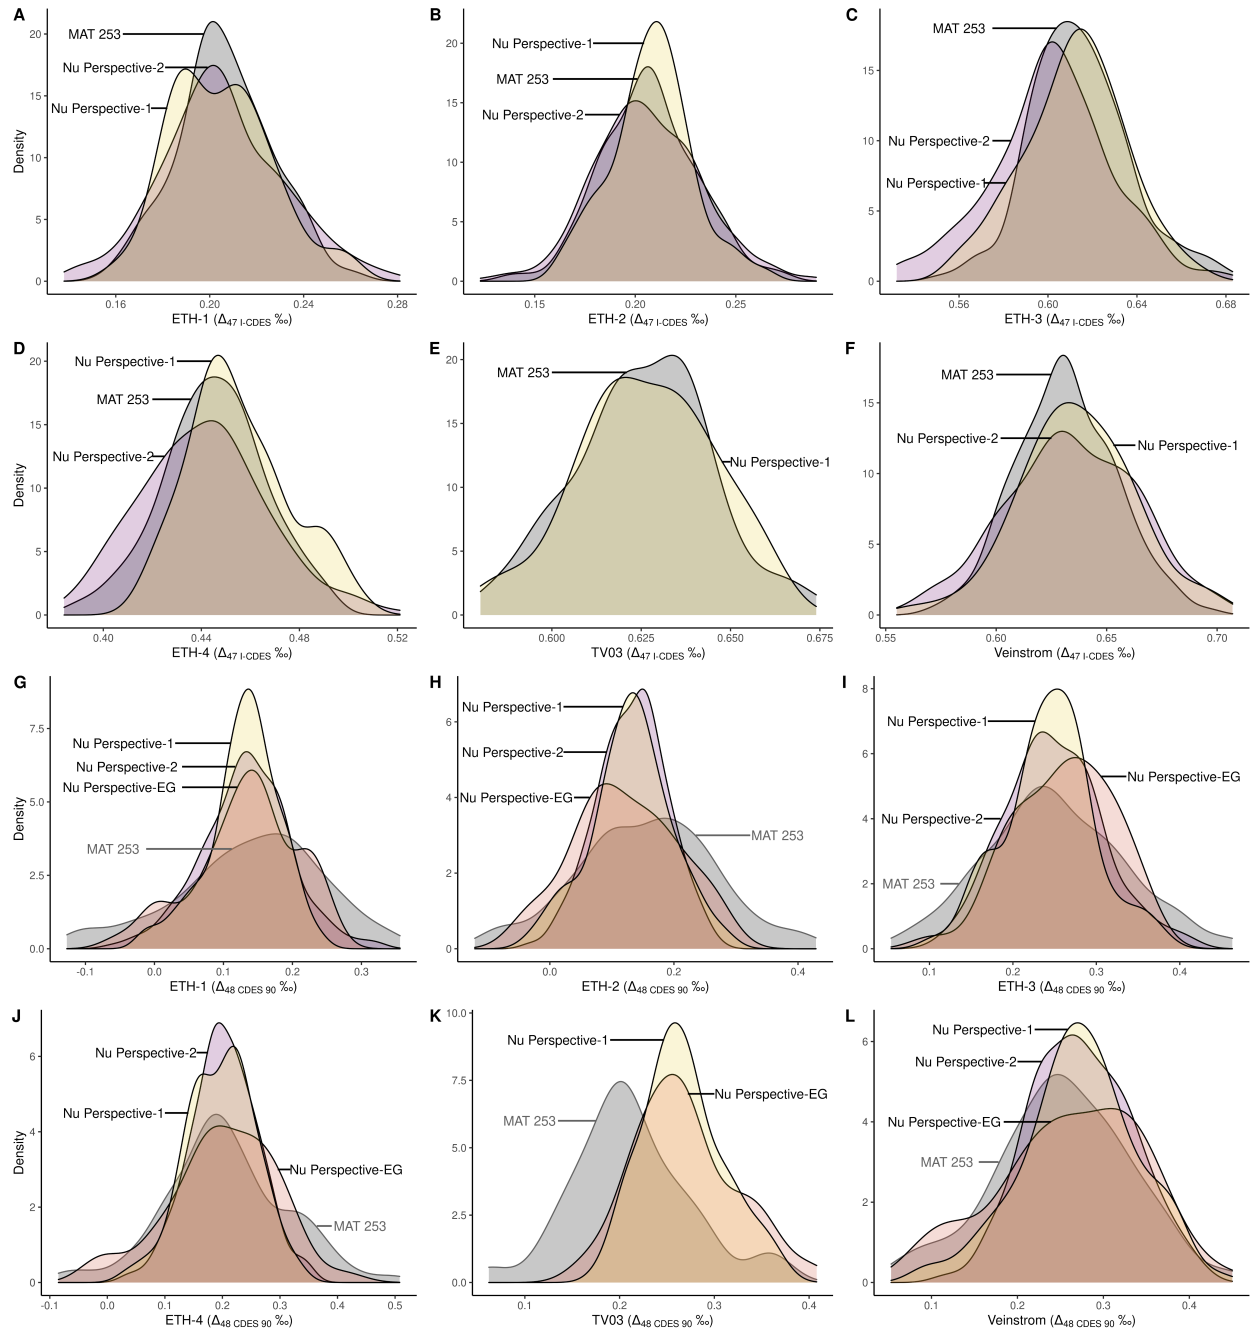 A
MAT 253
Nu Perspective-2
Nu Perspective-1
Density
20
15
10
5
0
0.16
0.20
0.24
0.28
ETH-1 (Δ47 I-CDES ‰)
B
Nu Perspective-1
MAT 253
Nu Perspective-2
20
15
10
5
0
0.15
0.20
0.25
ETH-2 (Δ47 I-CDES ‰)
C
MAT 253
Nu Perspective-2
Nu Perspective-1
15
10
5
0
0.56
0.60
0.64
0.68
ETH-3 (Δ47 I-CDES ‰)
D
Nu Perspective-1
MAT 253
Nu Perspective-2
Density
20
15
10
5
0
0.40
0.44
0.48
0.52
ETH-4 (Δ47 I-CDES ‰)
E
MAT 253
Nu Perspective-1
20
15
10
5
0
0.600
0.625
0.650
0.675
TV03 (Δ47 I-CDES ‰)
F
MAT 253
Nu Perspective-2
Nu Perspective-1
15
10
5
0
0.55
0.60
0.65
0.70
Veinstrom (Δ47 I-CDES ‰)
G
Nu Perspective-1
Nu Perspective-2
Nu Perspective-EG
MAT 253
Density
7.5
5.0
2.5
0.0
-0.1
0.0
0.1
0.2
0.3
ETH-1 (Δ48 CDES 90 ‰)
H
Nu Perspective-1
Nu Perspective-2
Nu Perspective-EG
MAT 253
6
4
2
0
0.0
0.2
0.4
ETH-2 (Δ48 CDES 90 ‰)
I
Nu Perspective-1
Nu Perspective-EG
Nu Perspective-2
MAT 253
8
6
4
2
0
0.1
0.2
0.3
0.4
ETH-3 (Δ48 CDES 90 ‰)
J
Nu Perspective-2
Nu Perspective-1
Nu Perspective-EG
MAT 253
Density
6
4
2
0
-0.1
0.0
0.1
0.2
0.3
0.4
0.5
ETH-4 (Δ48 CDES 90 ‰)
K
Nu Perspective-1
Nu Perspective-EG
MAT 253
10.0
7.5
5.0
2.5
0.0
0.1
0.2
0.3
0.4
TV03 (Δ48 CDES 90 ‰)
L
Nu Perspective-1
Nu Perspective-2
Nu Perspective-EG
MAT 253
6
4
2
0
0.1
0.2
0.3
0.4
Veinstrom (Δ48 CDES 90 ‰)